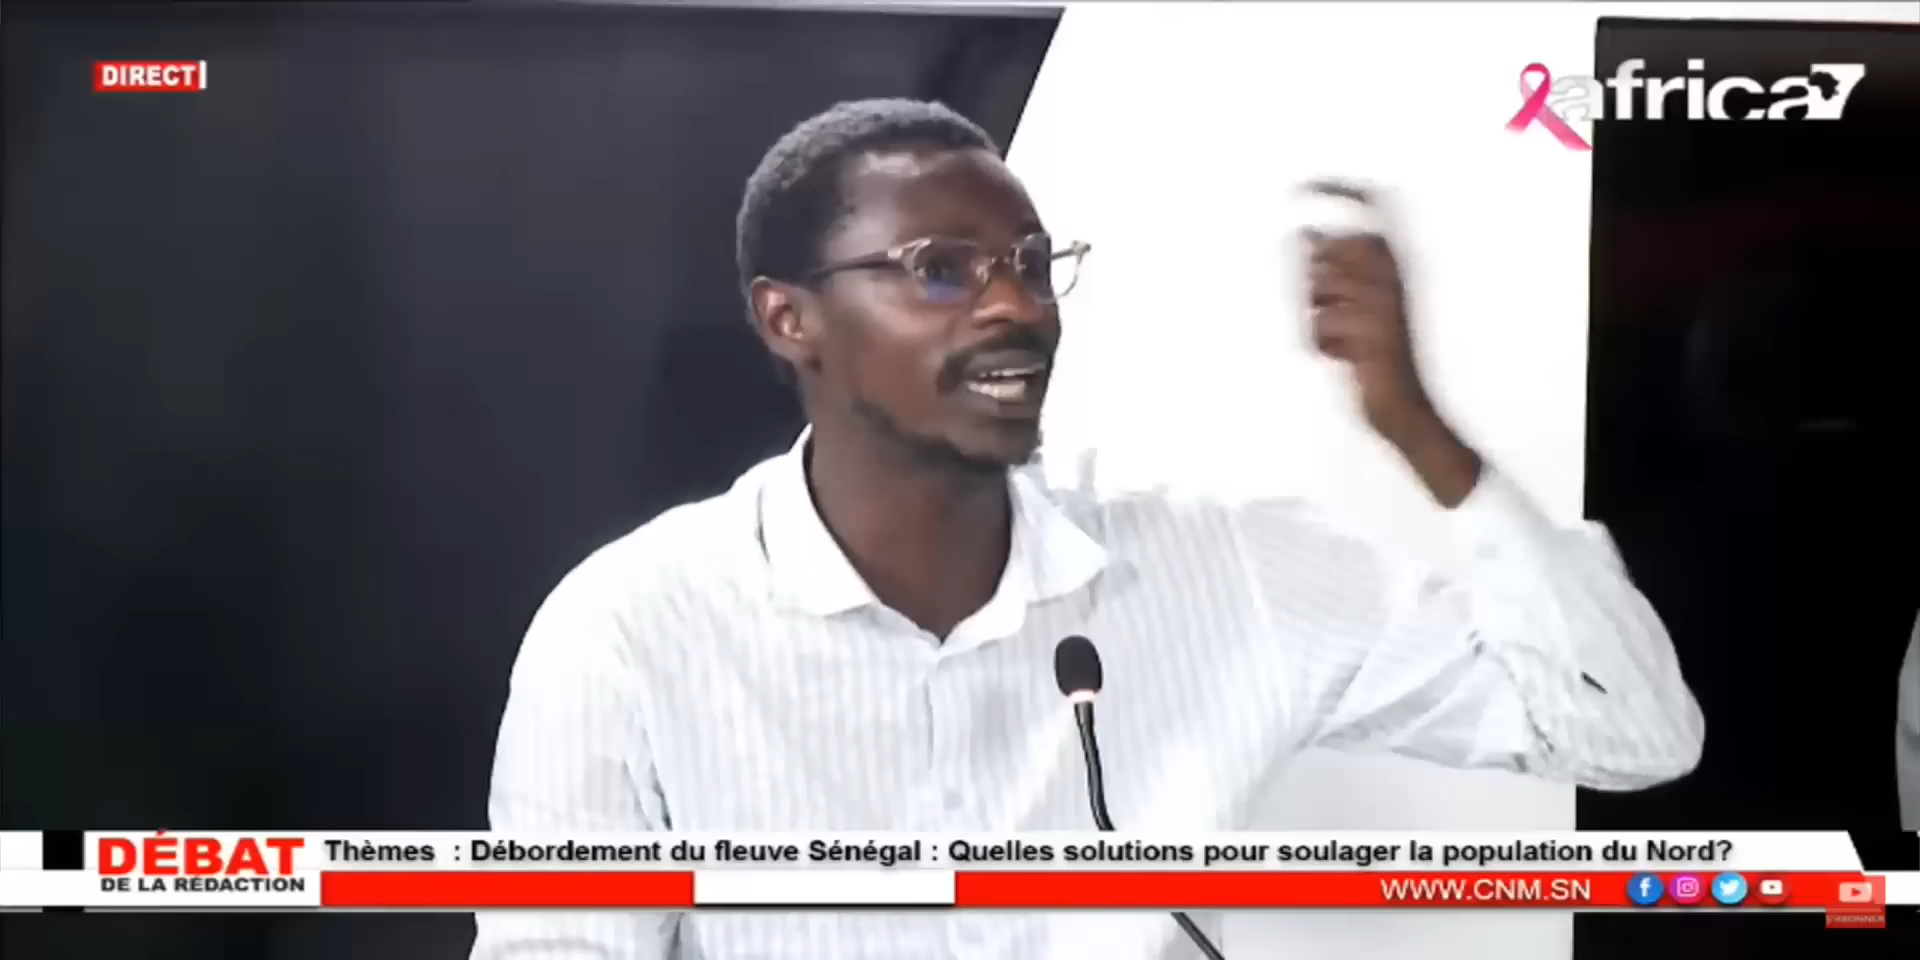 DIRECT
africa7
DÉBAT
DE LA RÉDACTION
Thèmes : Débordement du fleuve Sénégal : Quelles solutions pour soulager la population du Nord?
WWW.CNM.SN
S'ABONNER